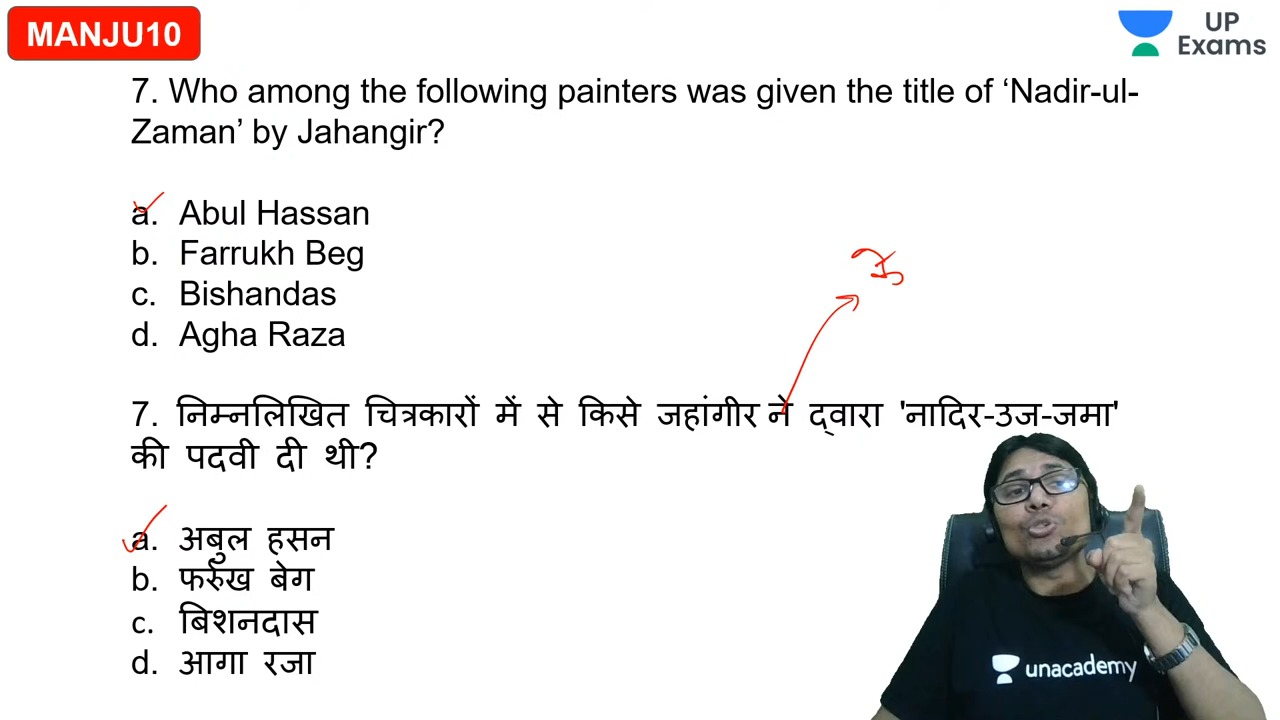 MANJU10
UP
Exams
7. Who among the following painters was given the title of ‘Nadir-ul-
Zaman’ by Jahangir?
a. Abul Hassan
b. Farrukh Beg
c. Bishandas
d. Agha Raza
7. निम्नलिखित चित्रकारों में से किसे जहांगीर ने द्वारा 'नादिर-उज-जमा'
की पदवी दी थी?
a. अबुल हसन
b. फर्रुख बेग
c. बिशनदास
d. आगा रजा
unacademy